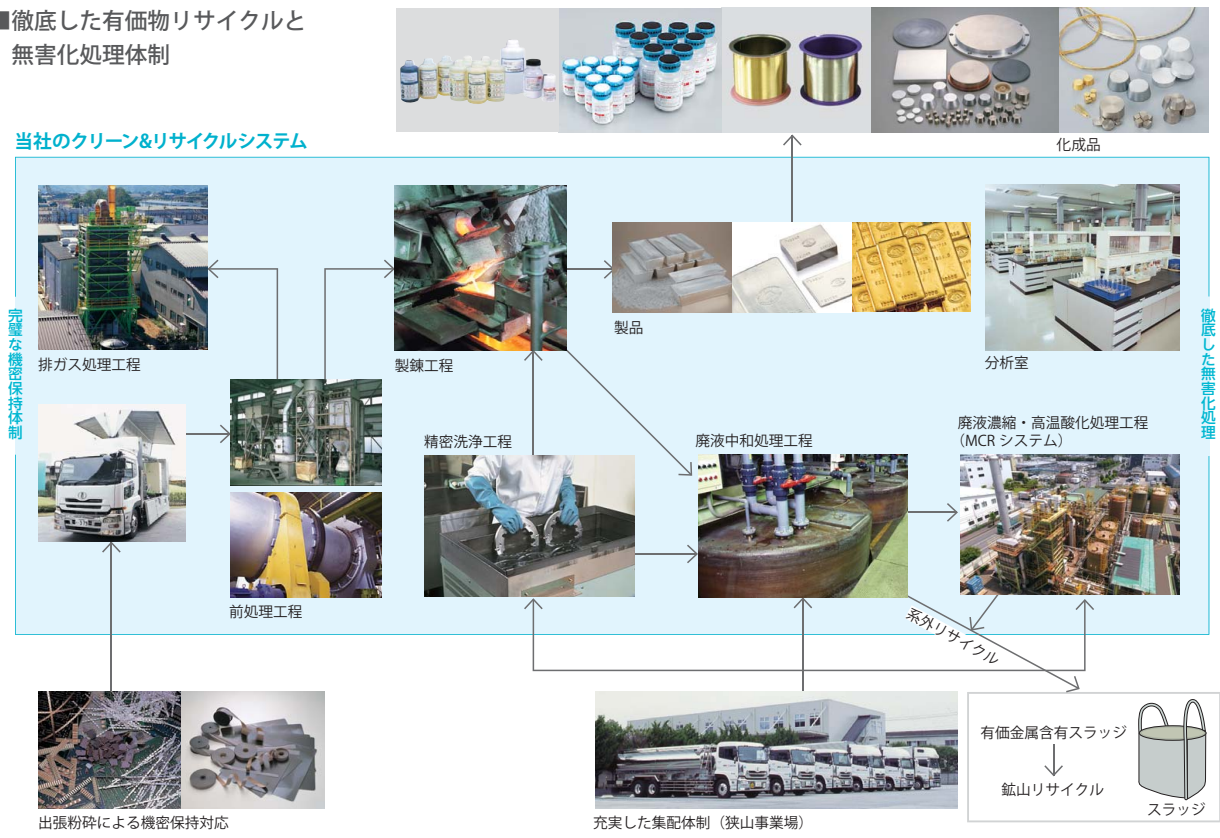 ■徹底した有価物リサイクルと
無害化処理体制
当社のクリーン&リサイクルシステム
化成品
完璧な機密保持体制
徹底した無害化処理
排ガス処理工程
製錬工程
製品
分析室
前処理工程
精密洗浄工程
廃液中和処理工程
廃液濃縮・高温酸化処理工程
（MCR システム）
系外リサイクル
出張粉砕による機密保持対応
充実した集配体制（狭山事業場）
有価金属含有スラッジ
鉱山リサイクル
スラッジ